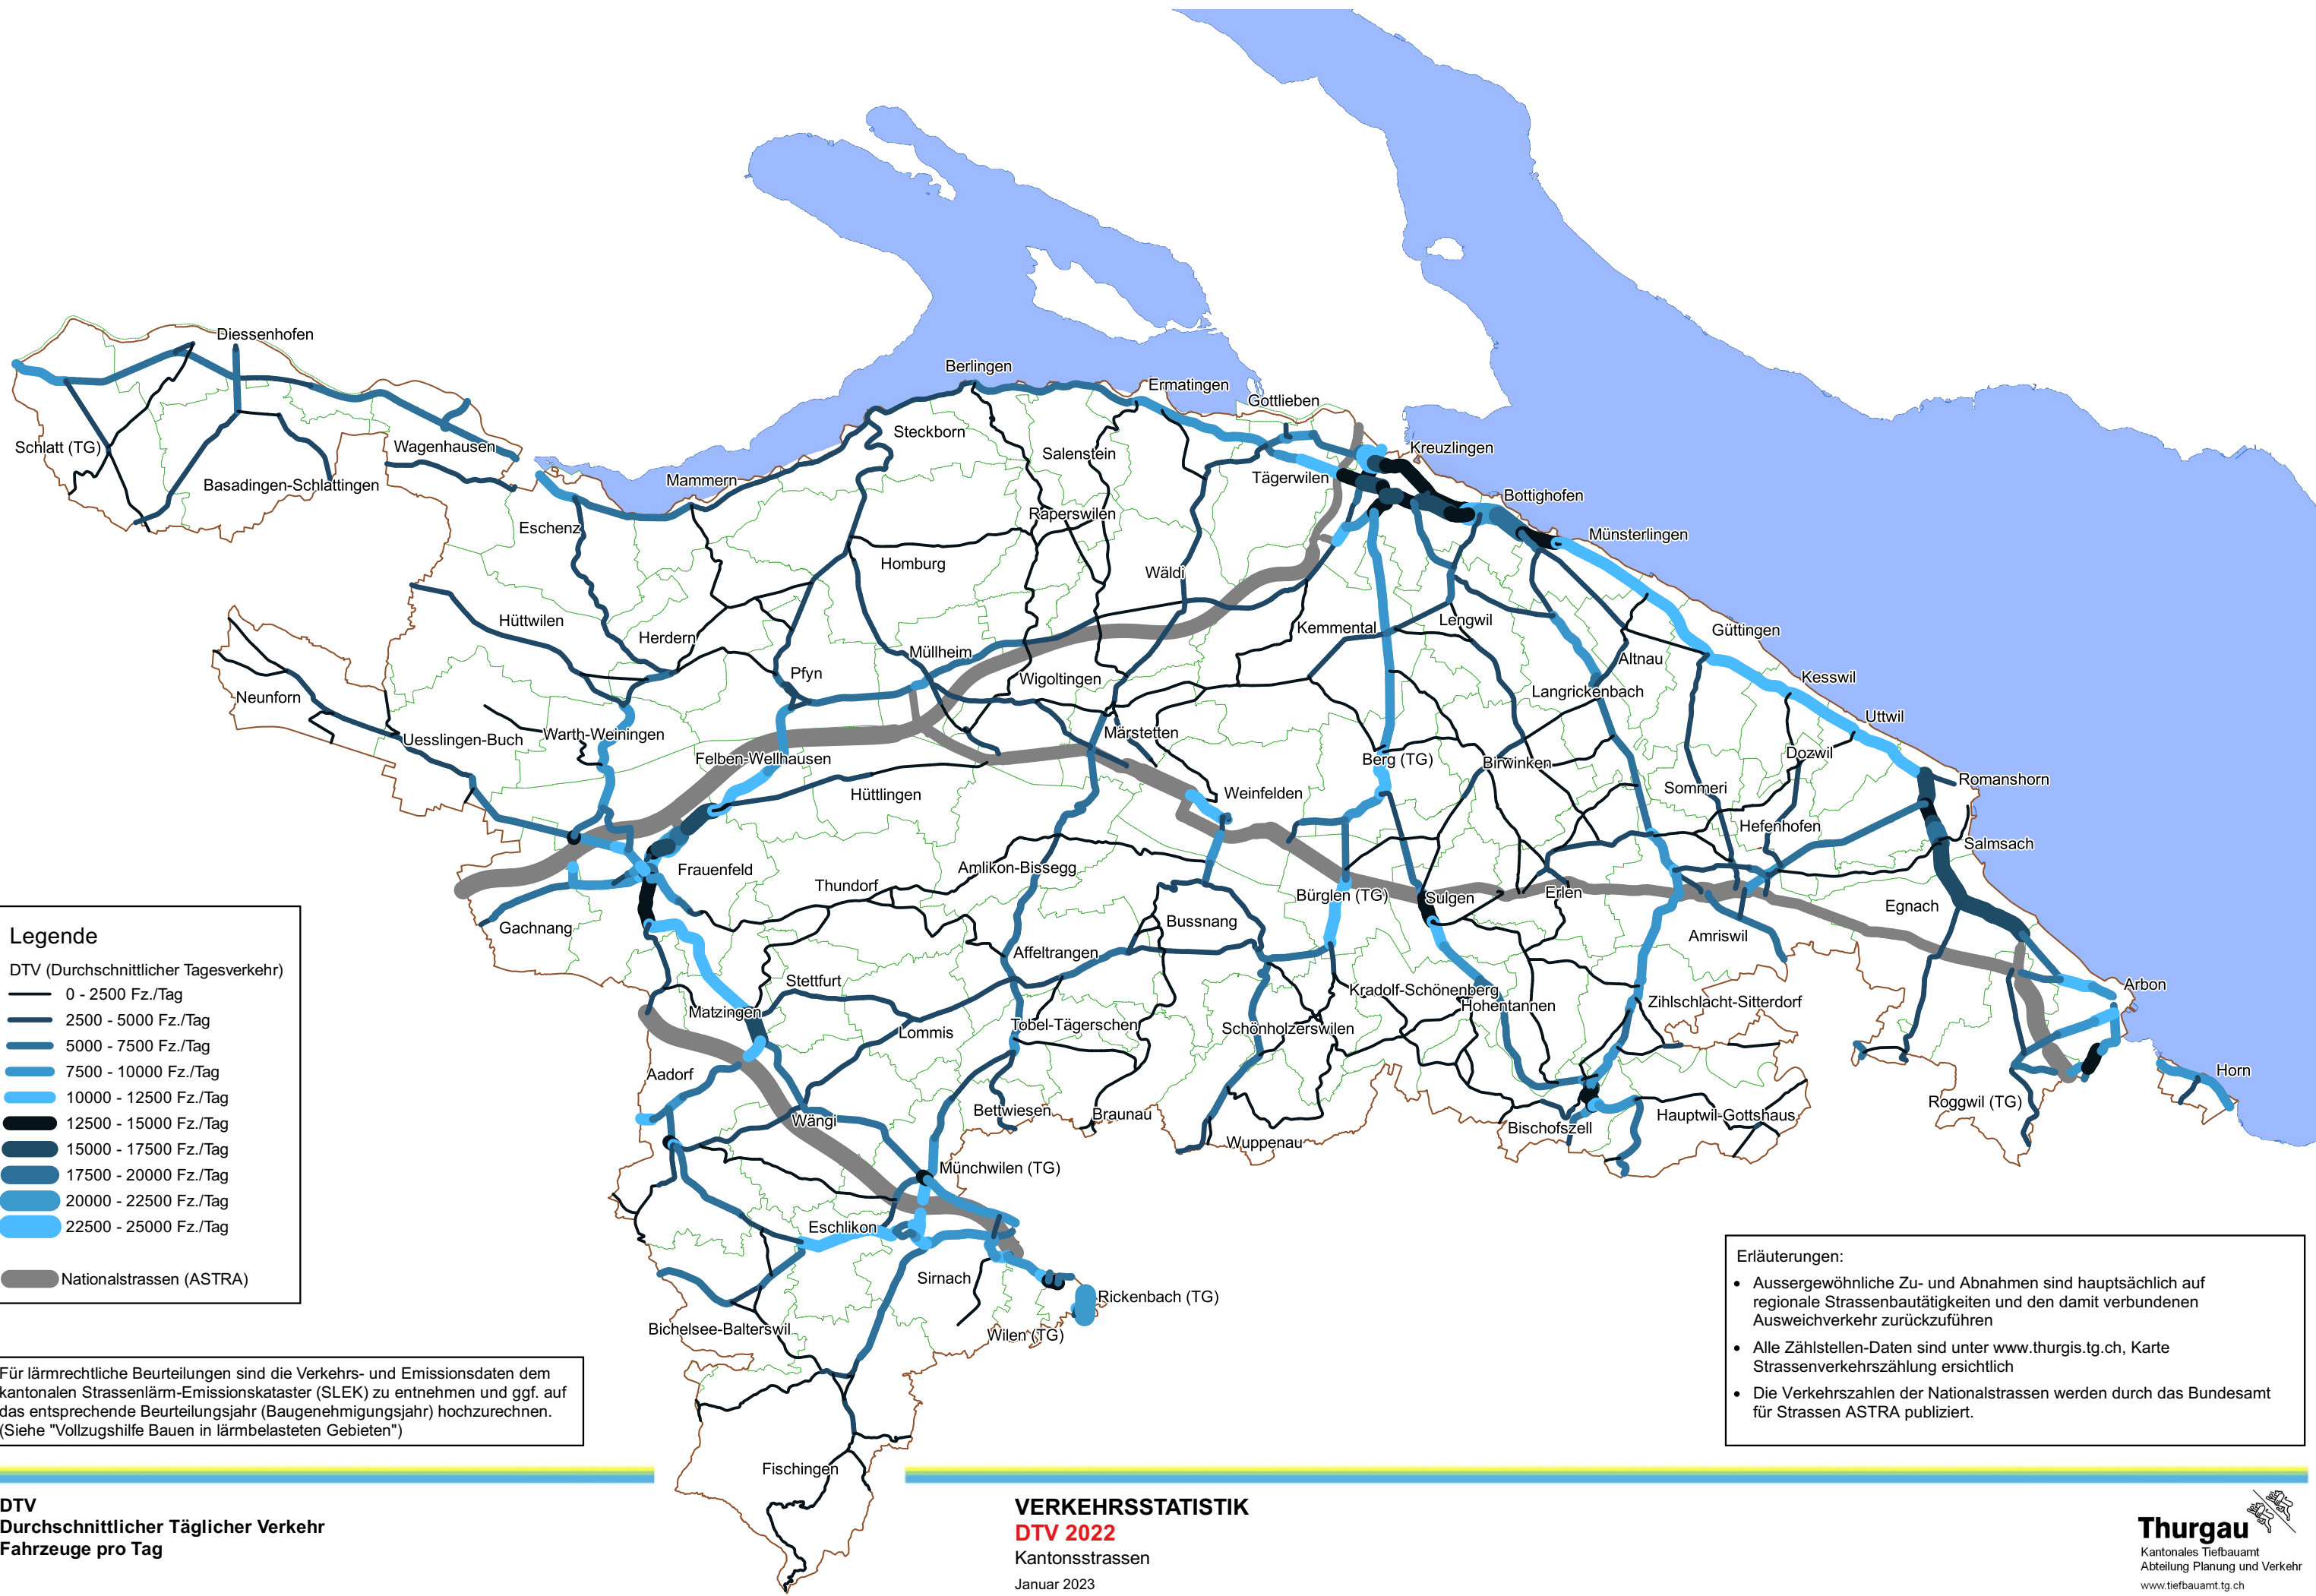 Diessenhofen
Berlingen
Ermatingen
Gottlieben
Steckborn
Schlatt (TG)
Wagenhausen
Salenstein
Kreuzlingen
Mammern
Tägerwilen
Basadingen-Schlattingen
Bottighofen
Raperswilen
Eschenz
Münsterlingen
Homburg
Wäldi
Hüttwilen
Lengwil
Kemmental
Güttingen
Herdern
Müllheim
Altnau
Pfyn
Wigoltingen
Kesswil
Neunforn
Langrickenbach
Uttwil
Märstetten
Warth-Weiningen
Uesslingen-Buch
Dozwil
Felben-Wellhausen
Berg (TG)
Birwinken
Romanshorn
Sommeri
Hüttlingen
Weinfelden
Hefenhofen
Salmsach
Amlikon-Bissegg
Frauenfeld
Thundorf
Erlen
Bürglen (TG)
Sulgen
Egnach
Bussnang
Gachnang
Amriswil
Affeltrangen
Stettfurt
Arbon
Kradolf-Schönenberg
Zihlschlacht-Sitterdorf
Hohentannen
Matzingen
Tobel-Tägerschen
Schönholzerswilen
Lommis
Aadorf
Horn
Roggwil (TG)
Bettwiesen
Braunau
Hauptwil-Gottshaus
Wängi
Bischofszell
Wuppenau
Münchwilen (TG)
Eschlikon
Sirnach
Rickenbach (TG)
Bichelsee-Balterswil
Wilen (TG)
Fischingen
Legende
DTV (Durchschnittlicher Tagesverkehr)
0 - 2500 Fz./Tag
2500 - 5000 Fz./Tag
5000 - 7500 Fz./Tag
7500 - 10000 Fz./Tag
10000 - 12500 Fz./Tag
12500 - 15000 Fz./Tag
15000 - 17500 Fz./Tag
17500 - 20000 Fz./Tag
20000 - 22500 Fz./Tag
22500 - 25000 Fz./Tag
Nationalstrassen (ASTRA)
Erläuterungen:
• Aussergewöhnliche Zu- und Abnahmen sind hauptsächlich auf
regionale Strassenbautätigkeiten und den damit verbundenen
Ausweichverkehr zurückzuführen
• Alle Zählstellen-Daten sind unter www.thurgis.tg.ch, Karte
Strassenverkehrszählung ersichtlich
• Die Verkehrszahlen der Nationalstrassen werden durch das Bundesamt
für Strassen ASTRA publiziert.
Für lärmrechtliche Beurteilungen sind die Verkehrs- und Emissionsdaten dem
kantonalen Strassenlärm-Emissionskataster (SLEK) zu entnehmen und ggf. auf
das entsprechende Beurteilungsjahr (Baugenehmigungsjahr) hochzurechnen.
(Siehe "Vollzugshilfe Bauen in lärmbelasteten Gebieten")
DTV
Durchschnittlicher Täglicher Verkehr
Fahrzeuge pro Tag
VERKEHRSSTATISTIK
DTV 2022
Kantonsstrassen
Januar 2023
Thurgau
Kantonales Tiefbauamt
Abteilung Planung und Verkehr
www.tiefbauamt.tg.ch